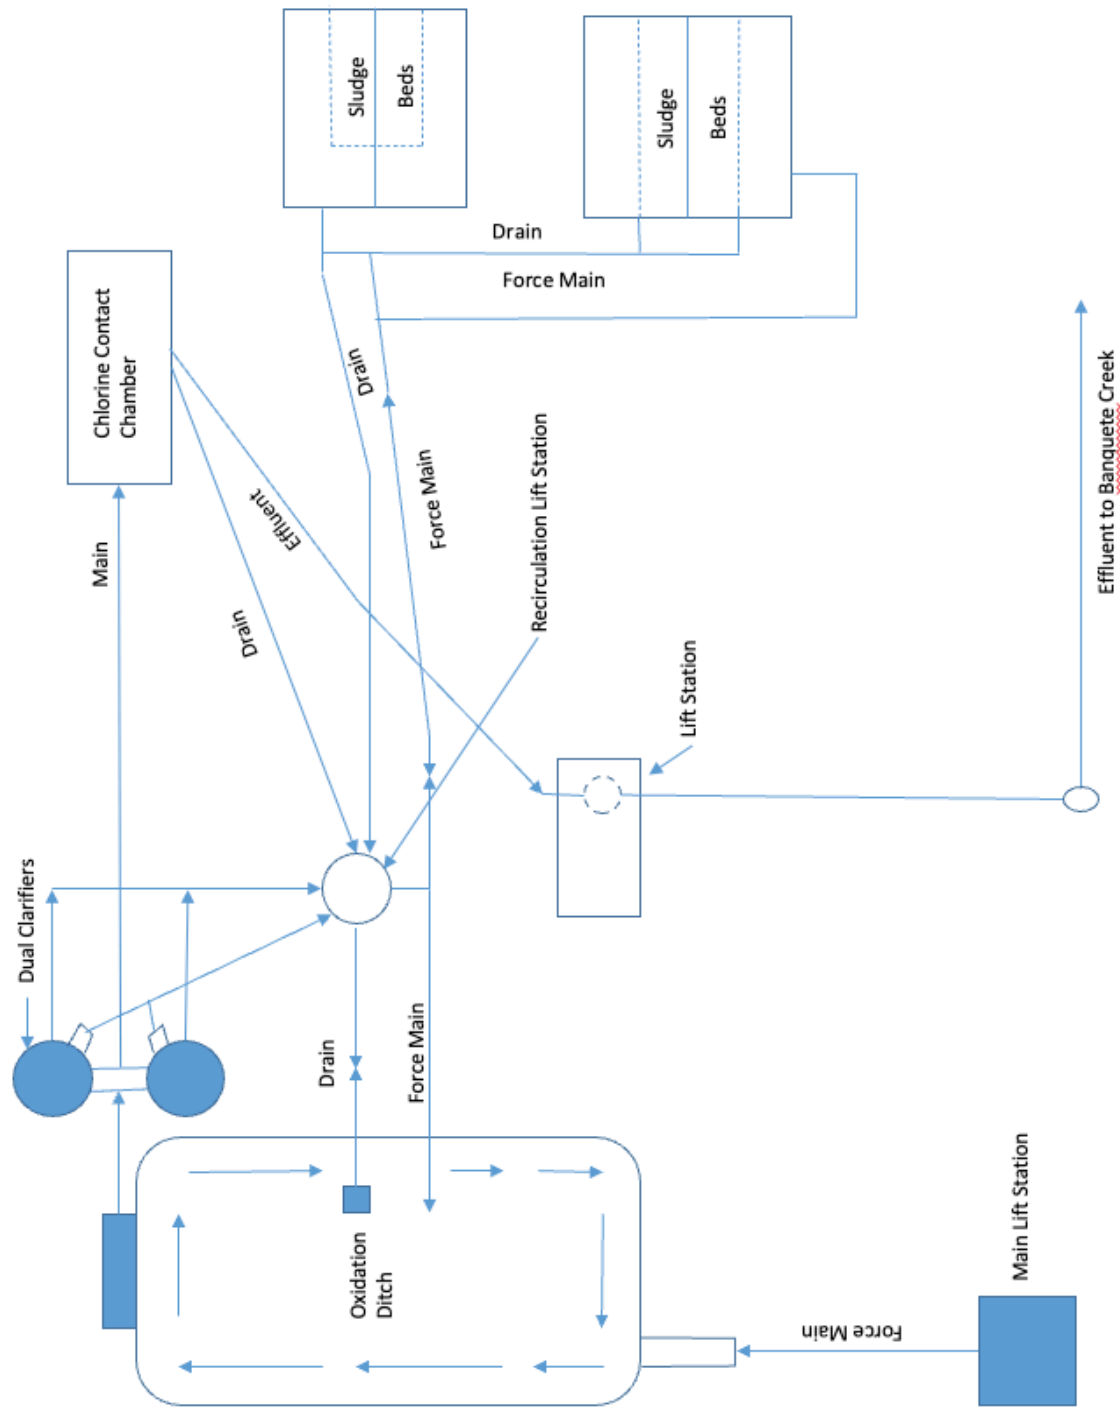 Sludge
Beds
Sludge
Beds
Drain
Force Main
Chlorine Contact
Chamber
Drain
Main
Effluent
Force Main
Drain
Recirculation Lift Station
Effluent to Banquete Creek
Lift Station
Dual Clarifiers
Drain
Force Main
Oxidation
Ditch
Main Lift Station
Force Main